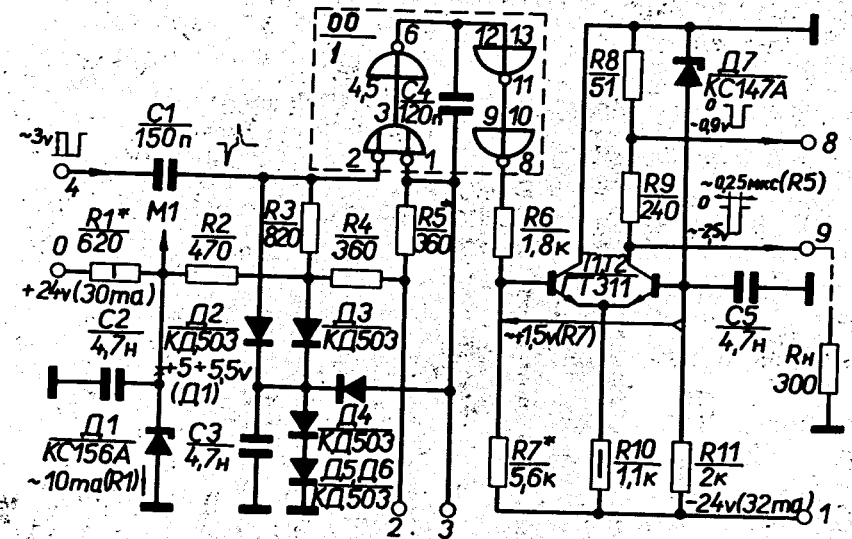 00
1
6
12 13
4,5
C4
120п
11
3
9 10
2
1
8
C1
150п
~3v
4
R8
51
Д7
КС147А
0
~0,9v
8
М1
R1*
620
R2
470
R3
820
R4
360
R5*
360
R6
1,8к
R9
240
~0,25мкс(R5)
0
~-2,5v
9
0
+24v(30ma)
Т1Т2
ГТ311
C2
4,7н
Д2
КД503
Д3
КД503
~+1,5v(R7)
C5
4,7н
Rн
300
+5÷5,5v
(Д1)
Д1
КС156А
~10ma(R1)
C3
4,7н
Д4
КД503
Д5,Д6
КД503
R7*
5,6к
R10
1,1к
R11
2к
-24v(32ma)
2
3
1